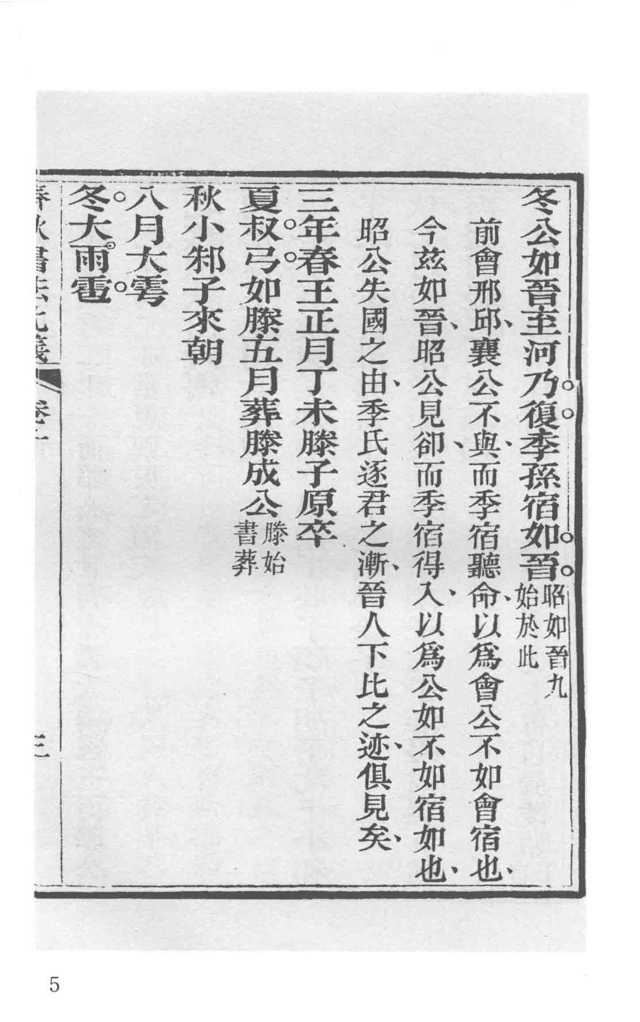 冬公如晉至河乃復季孫宿如晉昭如晉九始於此
前會邢邱襄公不與而季宿聽命以爲會公不如會宿也
今玆如晉昭公見卻而季宿得入以爲公如不如宿如也
昭公失國之由季氏逐君之漸晉人下比之迹俱見矣
三年春王正月丁未滕子原卒
夏叔弓如滕五月葬滕成公滕始書葬
秋小邾子來朝
八月大雩
冬大雨雹
春秋書法比義 卷十 三
5